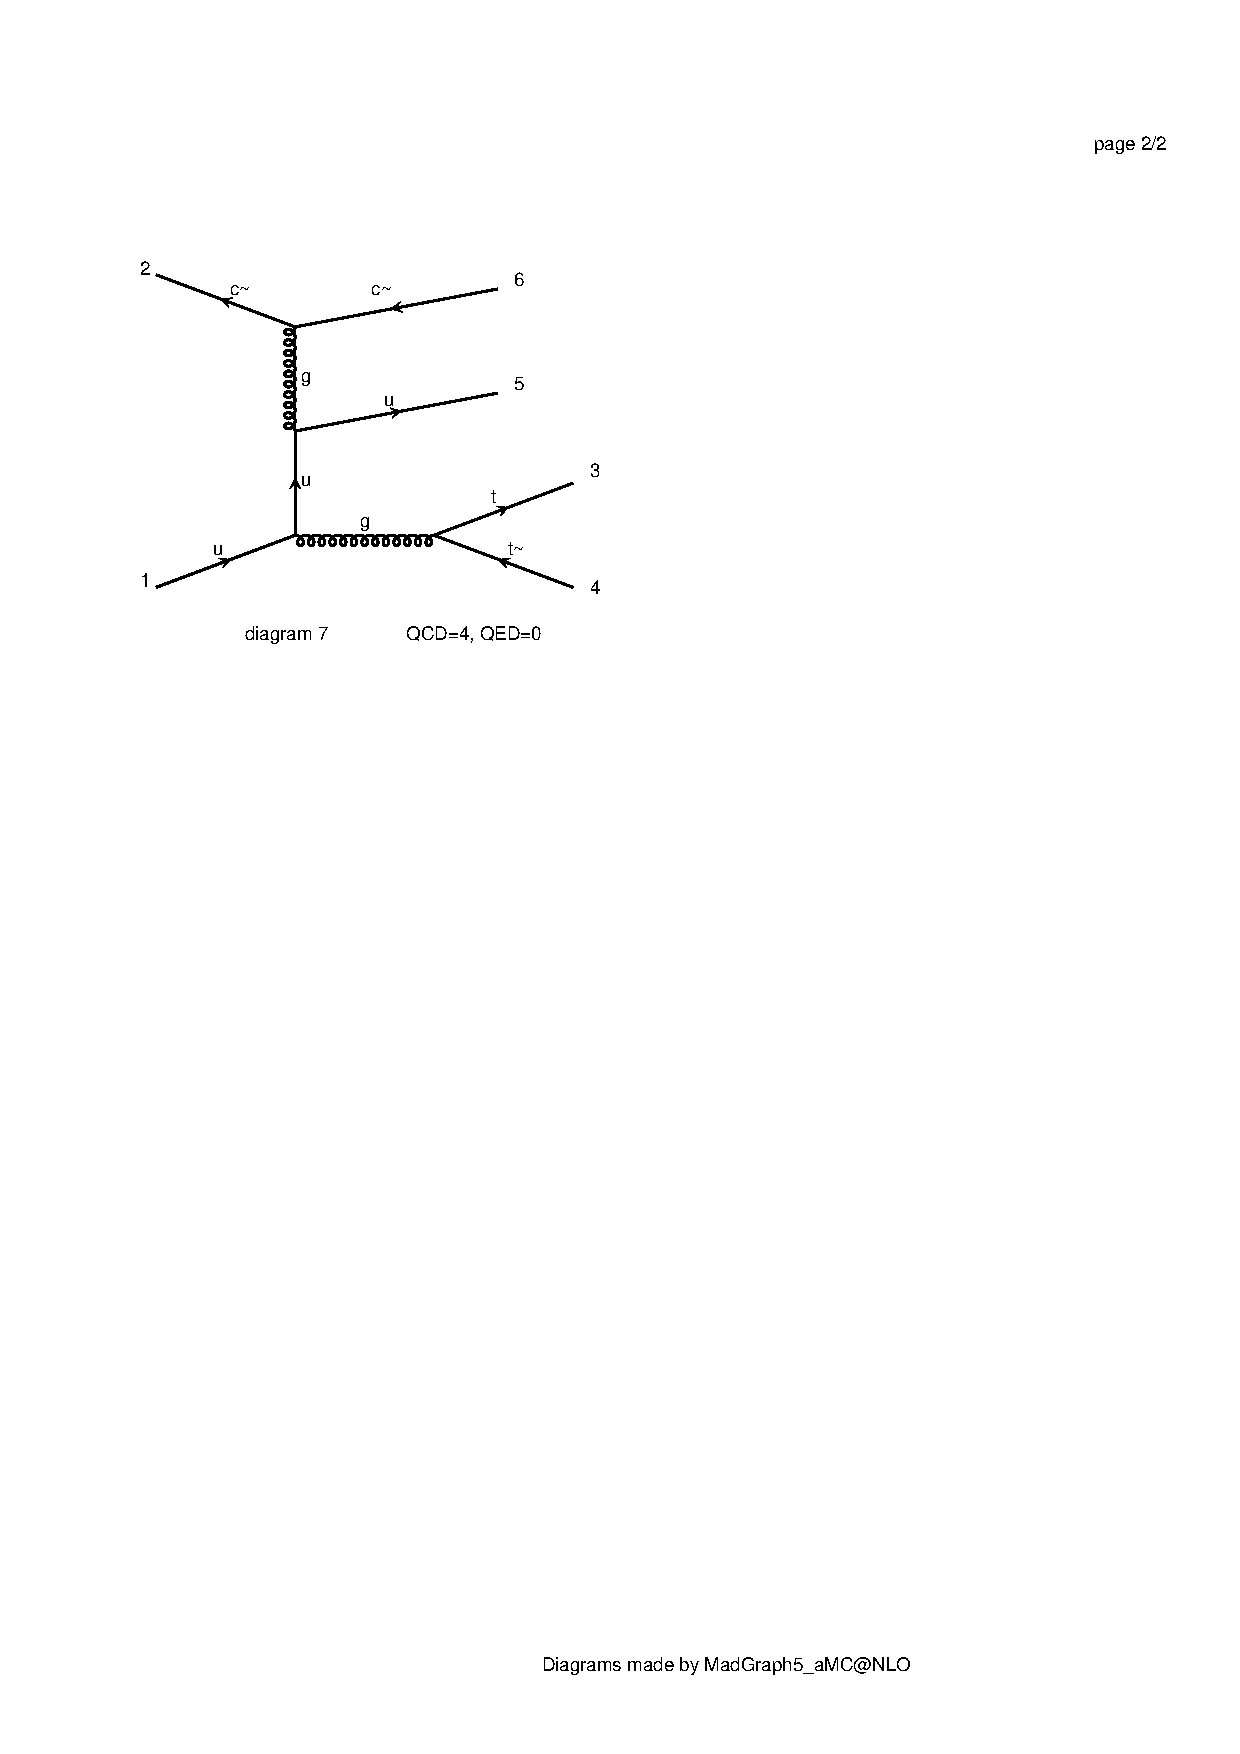 page 2/2
2
c~
c~
6
g
u
5
u
t
3
g
u
t~
1
4
diagram 7
QCD=4, QED=0
Diagrams made by MadGraph5_aMC@NLO